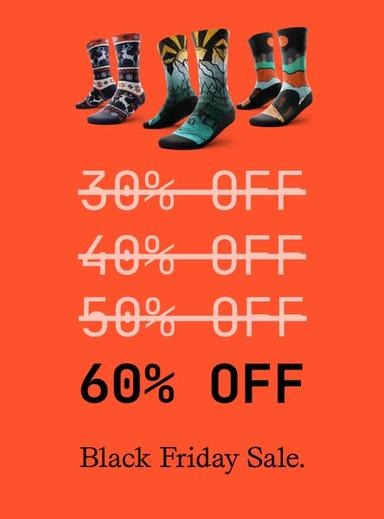 30% OFF
40% OFF
50% OFF
60% OFF
Black Friday Sale.